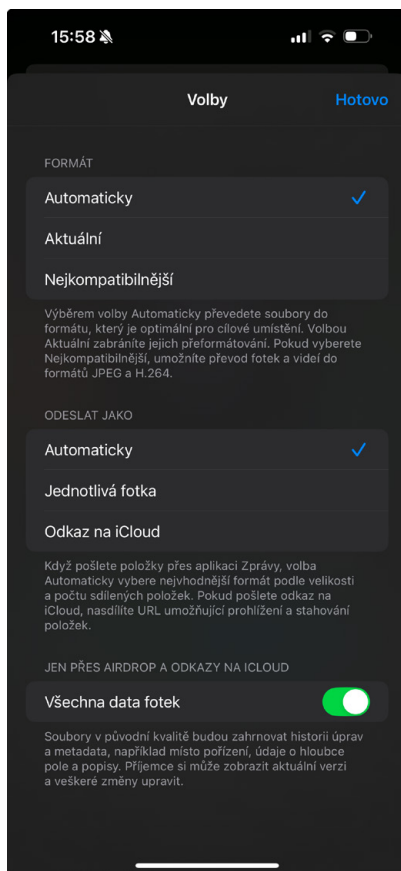 15:58
Volby
Hotovo
FORMÁT
Automaticky
Aktuální
Nejkompatibilnější
Výběrem volby Automaticky převedete soubory do
formátu, který je optimální pro cílové umístění. Volbou
Aktuální zabráníte jejich přeformátování. Pokud vyberete
Nejkompatibilnější, umožníte převod fotek a videí do
formátů JPEG a H.264.
ODESLAT JAKO
Automaticky
Jednotlivá fotka
Odkaz na iCloud
Když pošlete položky přes aplikaci Zprávy, volba
Automaticky vybere nejvhodnější formát podle velikosti
a počtu sdílených položek. Pokud pošlete odkaz na
iCloud, nasdílíte URL umožňující prohlížení a stahování
položek.
JEN PŘES AIRDROP A ODKAZY NA ICLOUD
Všechna data fotek
Soubory v původní kvalitě budou zahrnovat historii úprav
a metadata, například místo pořízení, údaje o hloubce
pole a popisy. Příjemce si může zobrazit aktuální verzi
a veškeré změny upravit.